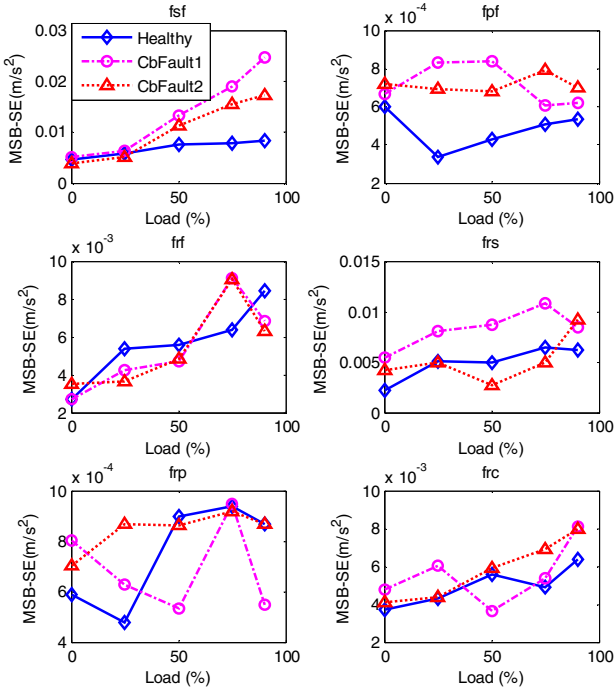 fsf
MSB-SE(m/s²)
0.03
0.02
0.01
0
0 50 100
Load (%)
Healthy
CbFault1
CbFault2
fpf
x 10⁻⁴
MSB-SE(m/s²)
10
8
6
4
2
0 50 100
Load (%)
frf
x 10⁻³
MSB-SE(m/s²)
10
8
6
4
2
0 50 100
Load (%)
frs
MSB-SE(m/s²)
0.015
0.01
0.005
0
0 50 100
Load (%)
frp
x 10⁻⁴
MSB-SE(m/s²)
10
8
6
4
0 50 100
Load (%)
frc
x 10⁻³
MSB-SE(m/s²)
10
8
6
4
2
0 50 100
Load (%)